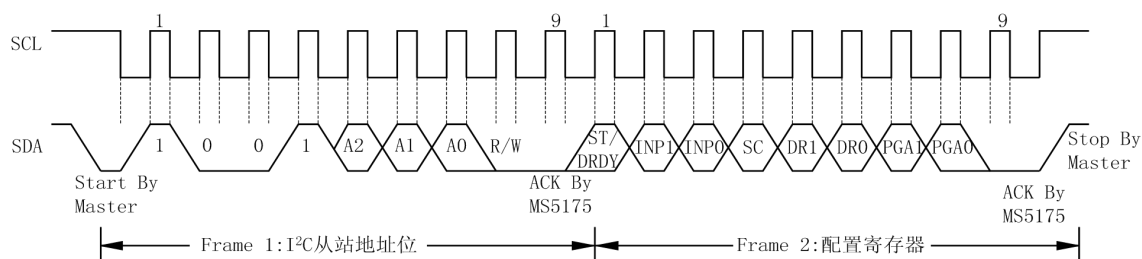 1 9 1 9
SCL
SDA
1 0 0 1 A2 A1 A0 R/W ST/ DRDY INP1 INP0 SC DR1 DR0 PGA1 PGA0
Start By
Master
ACK By
MS5175
ACK By
MS5175
Stop By
Master
Frame 1:I²C从站地址位
Frame 2:配置寄存器